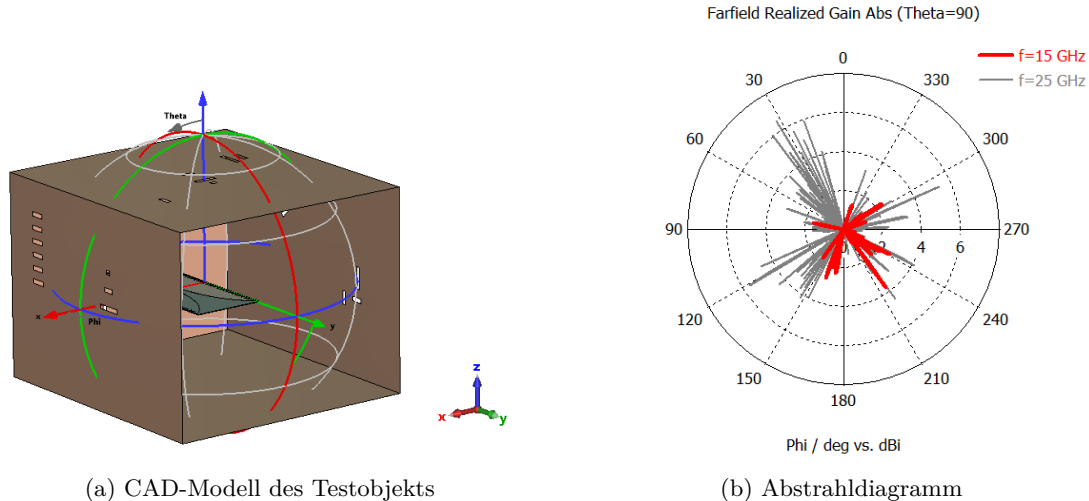 Farfield Realized Gain Abs (Theta=90)
f=15 GHz
f=25 GHz
0
30
330
60
300
90
0
2
4
6
270
120
240
150
210
180
Phi / deg vs. dBi
Theta
x
Phi
y
z
x
y
(a) CAD-Modell des Testobjekts
(b) Abstrahldiagramm